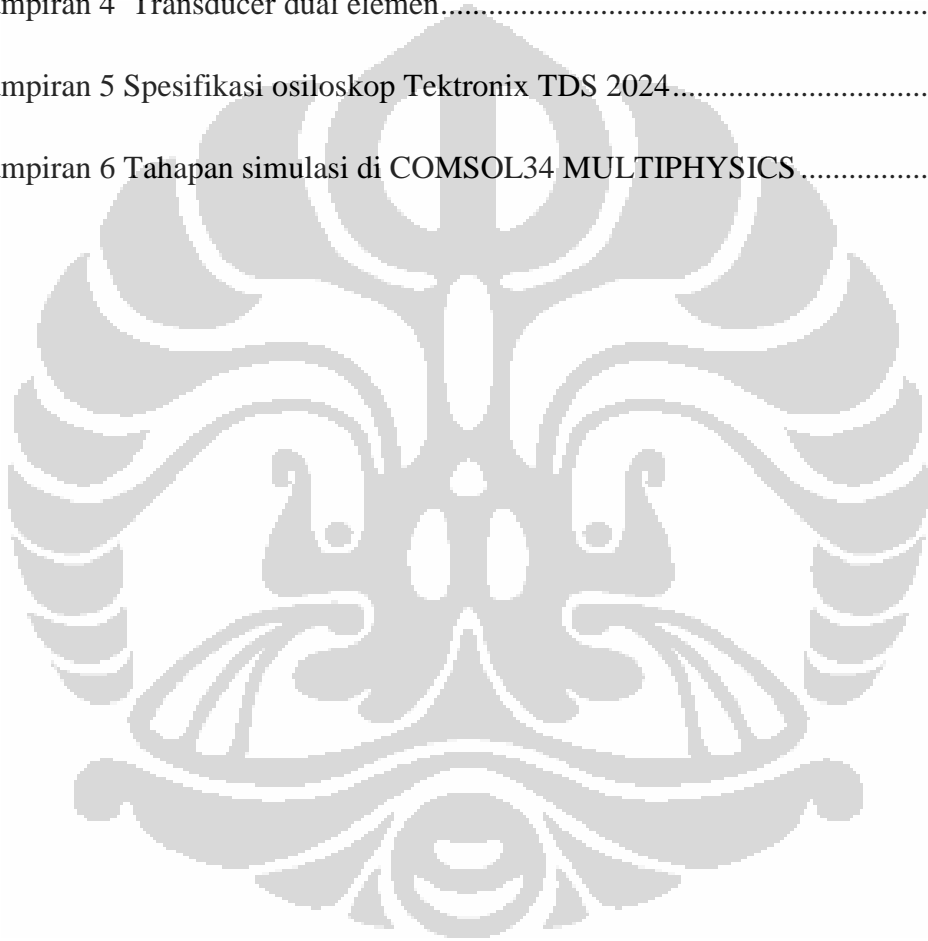 mpiran 4 Transducer dual elemen..........................................................
mpiran 5 Spesifikasi osiloskop Tektronix TDS 2024...............................
mpiran 6 Tahapan simulasi di COMSOL34 MULTIPHYSICS................